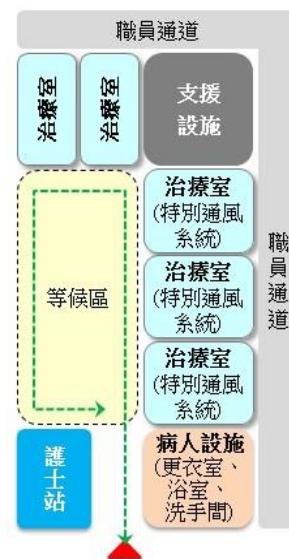 職員通道
治療室
治療室
支援
設施
治療室
(特別通風
系統)
治療室
(特別通風
系統)
治療室
(特別通風
系統)
職員通道
等候區
護士站
病人設施
(更衣室、
浴室、
洗手間)